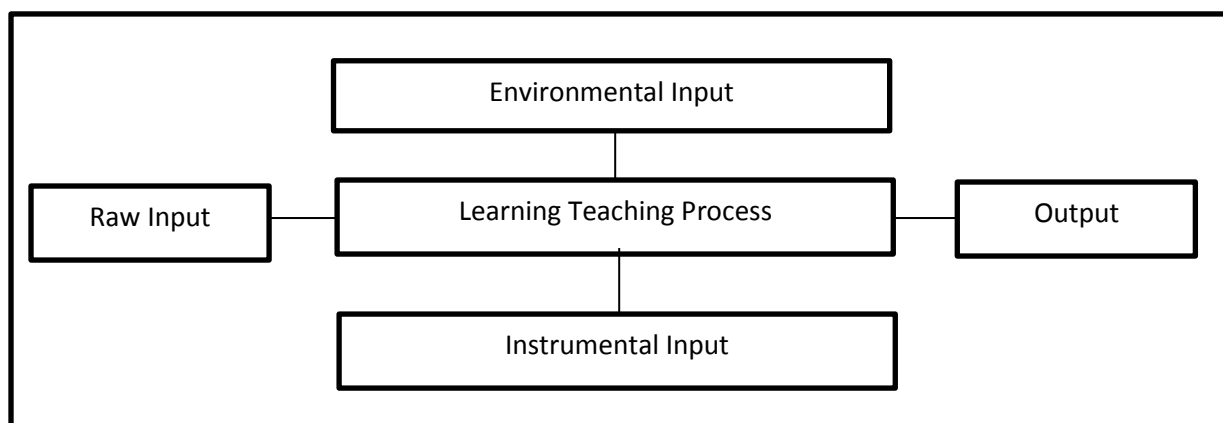 Environmental Input
Raw Input
Learning Teaching Process
Output
Instrumental Input